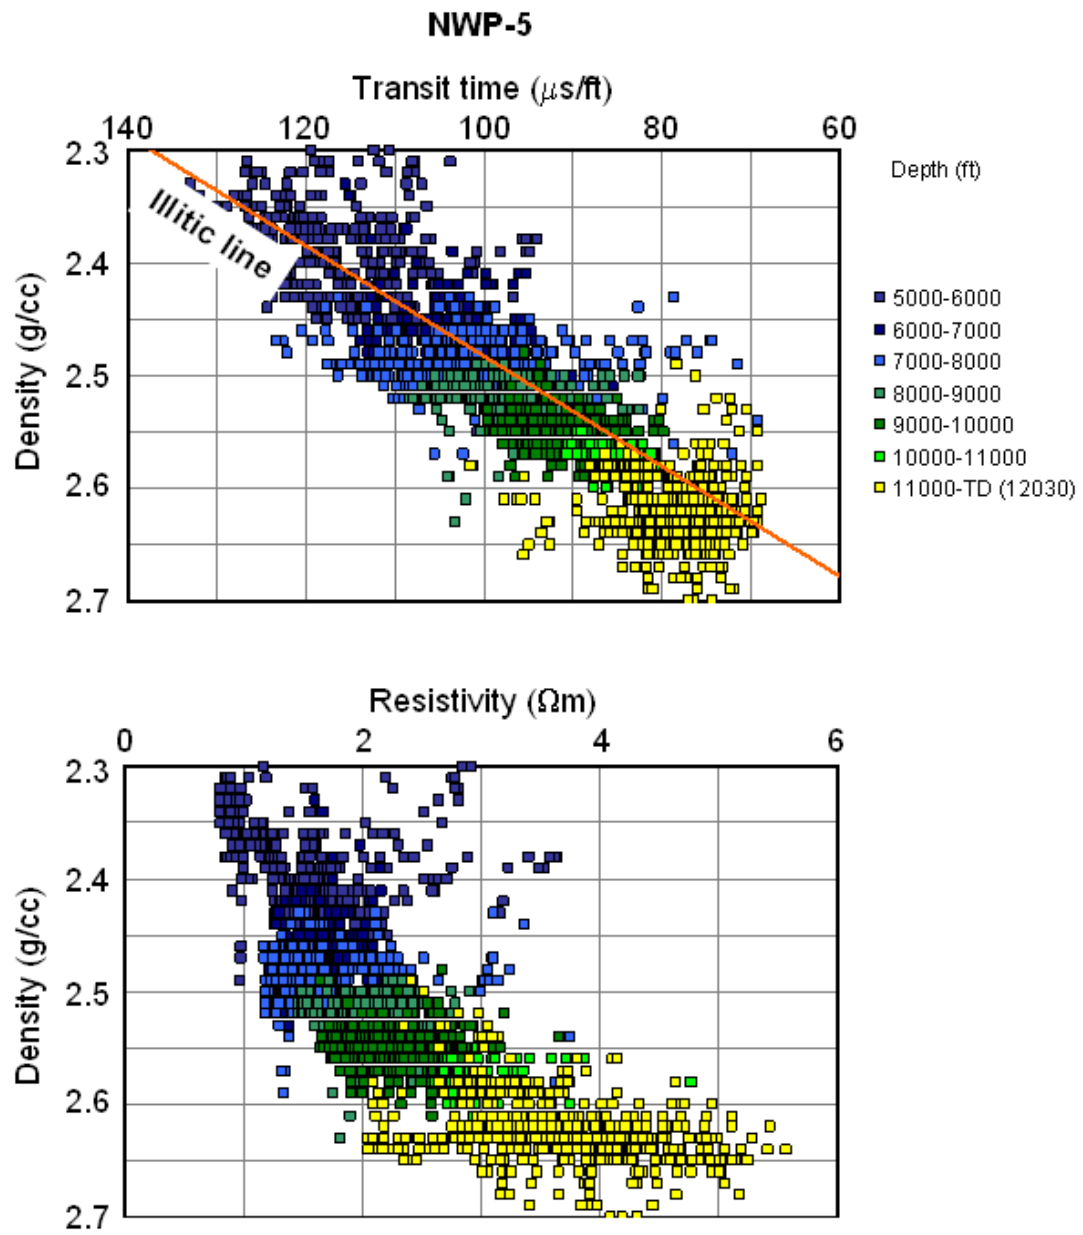 NWP-5
Transit time (μs/ft)
140 120 100 80 60
2.3
2.4
2.5
2.6
2.7
Density (g/cc)
Illitic line
Depth (ft)
5000-6000
6000-7000
7000-8000
8000-9000
9000-10000
10000-11000
11000-TD (12030)
Resistivity (Ωm)
0 2 4 6
2.3
2.4
2.5
2.6
2.7
Density (g/cc)